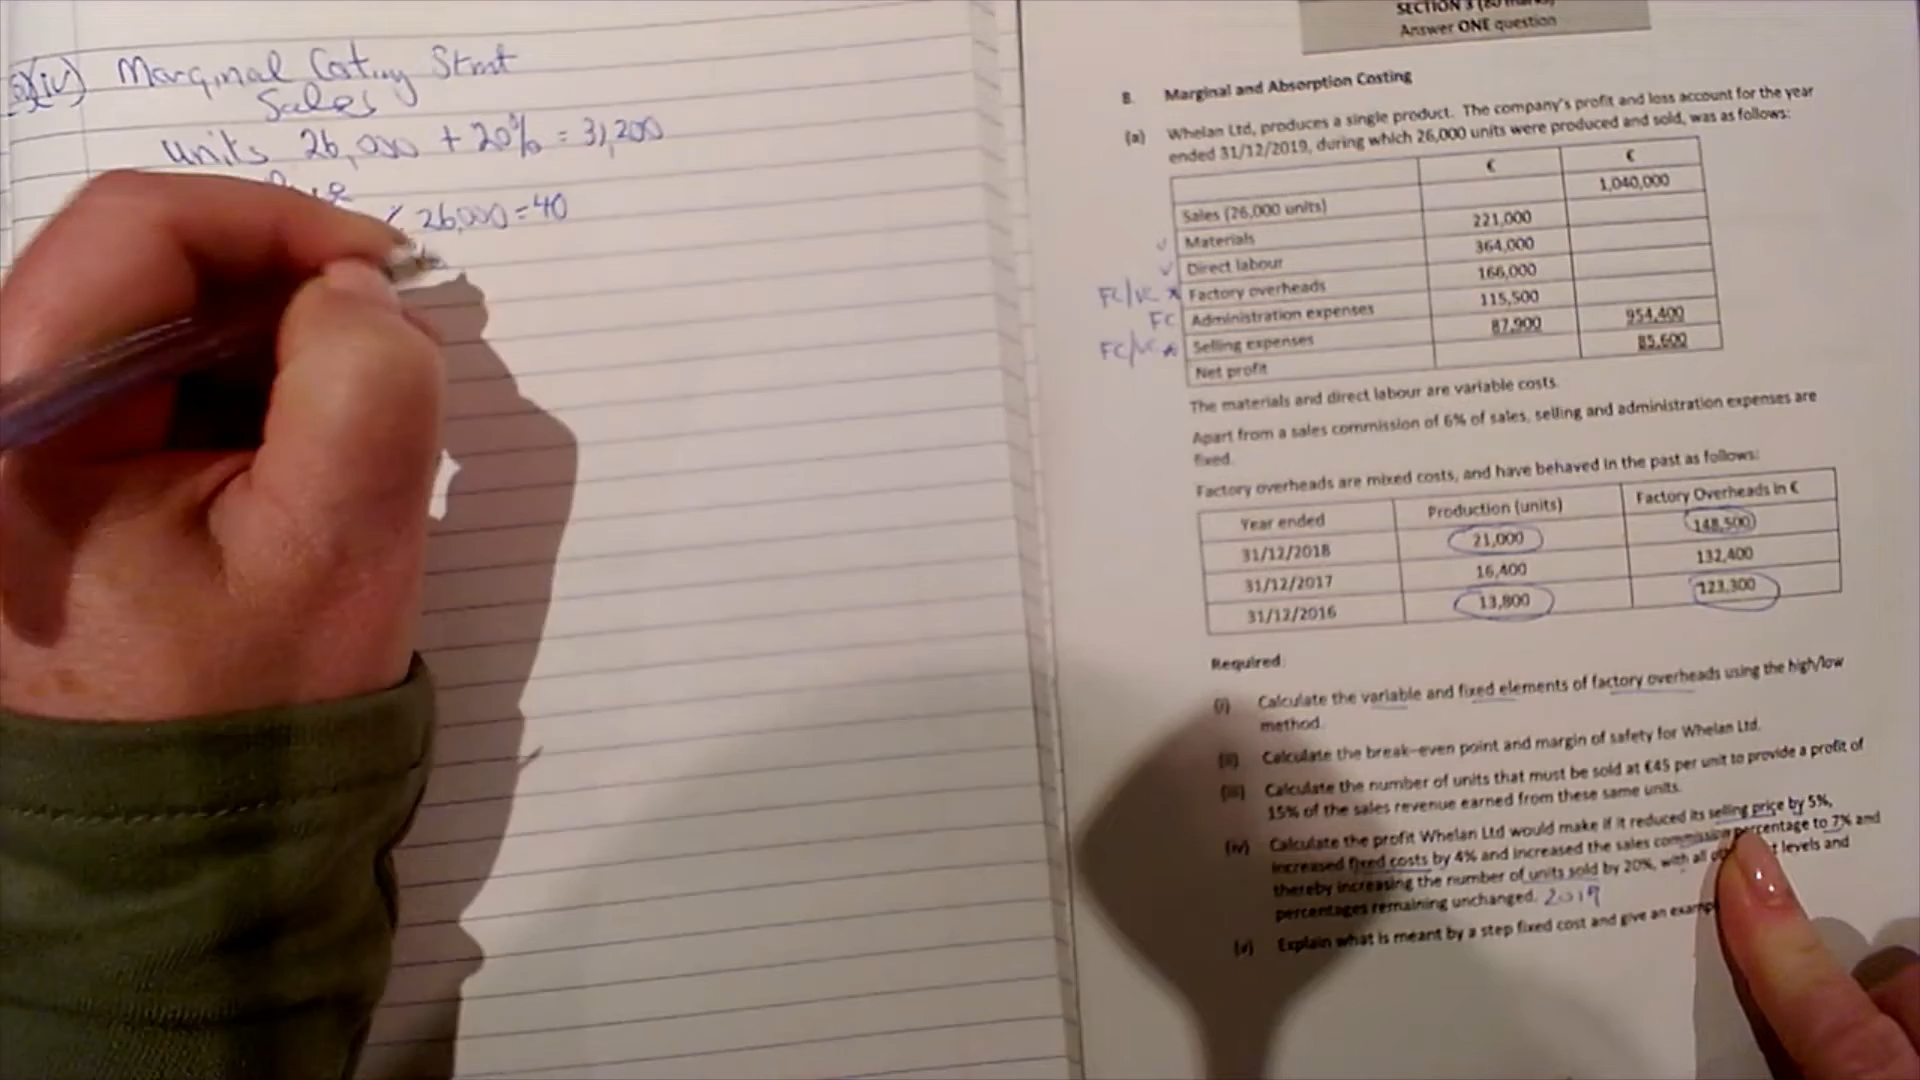 (iv) Marginal Costing Stmt
Sales
Units 26,000 + 20% = 31,200
26,000 = 40
SECTION 3
Answer ONE question
8. Marginal and Absorption Costing
(a) Whelan Ltd, produces a single product. The company's profit and loss account for the year
ended 31/12/2019, during which 26,000 units were produced and sold, was as follows:
€ €
Sales (26,000 units) 1,040,000
Materials 221,000
Direct labour 364,000
FC/VC Factory overheads 166,000
FC Administration expenses 115,500
FC/VC Selling expenses 87,900 954,400
Net profit 85,600
The materials and direct labour are variable costs.
Apart from a sales commission of 6% of sales, selling and administration expenses are
fixed.
Factory overheads are mixed costs, and have behaved in the past as follows:
Year ended Production (units) Factory Overheads in €
31/12/2018 21,000 148,500
31/12/2017 16,400 132,400
31/12/2016 13,800 123,300
Required
(i) Calculate the variable and fixed elements of factory overheads using the high/low
method.
(ii) Calculate the break-even point and margin of safety for Whelan Ltd.
(iii) Calculate the number of units that must be sold at €45 per unit to provide a profit of
15% of the sales revenue earned from these same units.
(iv) Calculate the profit Whelan Ltd would make if it reduced its selling price by 5%,
increased fixed costs by 4% and increased the sales commission percentage to 7% and
thereby increasing the number of units sold by 20%, with all levels and
percentages remaining unchanged. 2019
(v) Explain what is meant by a step fixed cost and give an